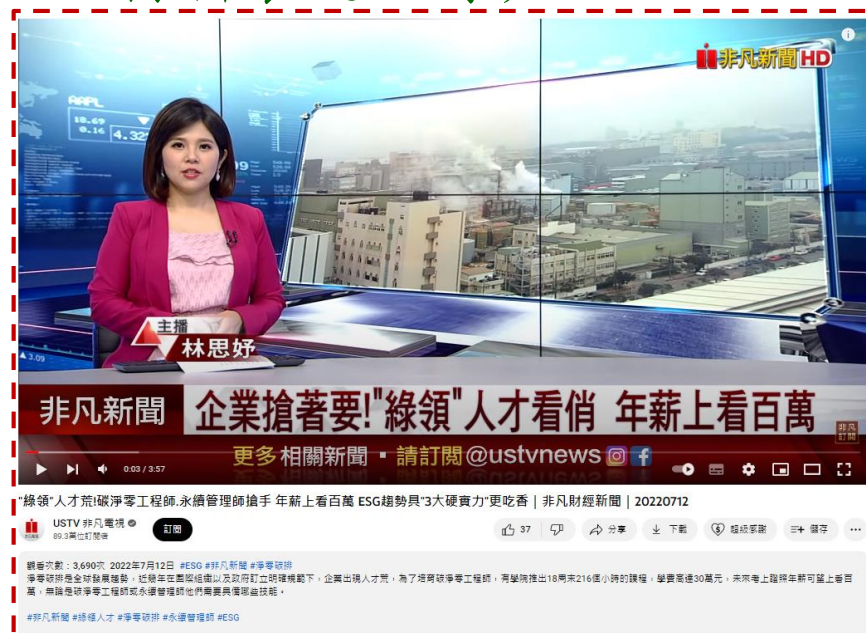 非凡新聞 HD
AAPL
10.69
0.16 4.32
3.09
主播
林思妤
非凡新聞 企業搶著要!"綠領"人才看俏 年薪上看百萬
非凡
訂閱
更多相關新聞▪請訂閱@ustvnews
0:03 / 3:57
"綠領"人才荒!碳淨零工程師.永續管理師搶手 年薪上看百萬 ESG趨勢具"3大硬實力"更吃香｜非凡財經新聞｜20220712
USTV 非凡電視
89.3萬位訂閱者
訂閱
37
分享
下載
超級感謝
儲存
觀看次數：3,690次 2022年7月12日 #ESG #非凡新聞 #淨零碳排
淨零碳排是全球發展趨勢，近幾年在國際組織以及政府訂立明確規範下，企業出現人才荒，為了培育碳淨零工程師，有學院推出18周末216個小時的課程，學費高達30萬元，未來考上證照年薪可望上看百
萬，無論是碳淨零工程師或永續管理師他們需要具備哪些技能。
#非凡新聞 #綠領人才 #淨零碳排 #永續管理師 #ESG